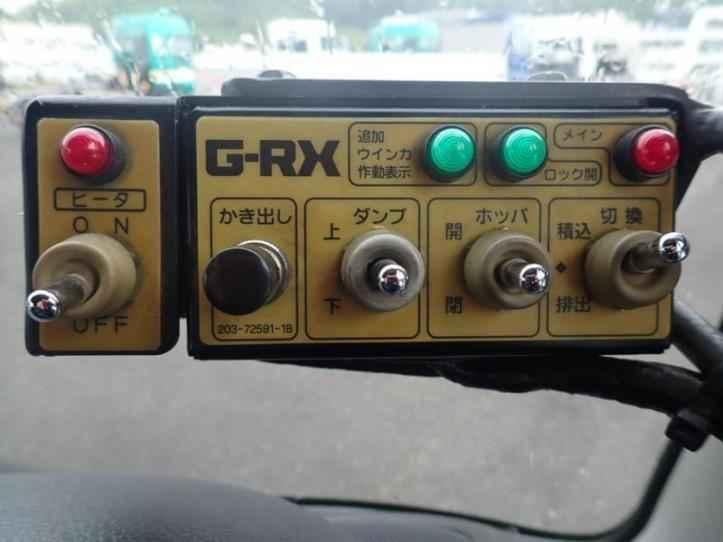 ヒータ
ON
OFF
G-RX
追加
ウインカ
作動表示
メイン
ロック開
かき出し
203-72591-1B
ダンプ
上
下
ホッパ
開
閉
切換
積込
排出